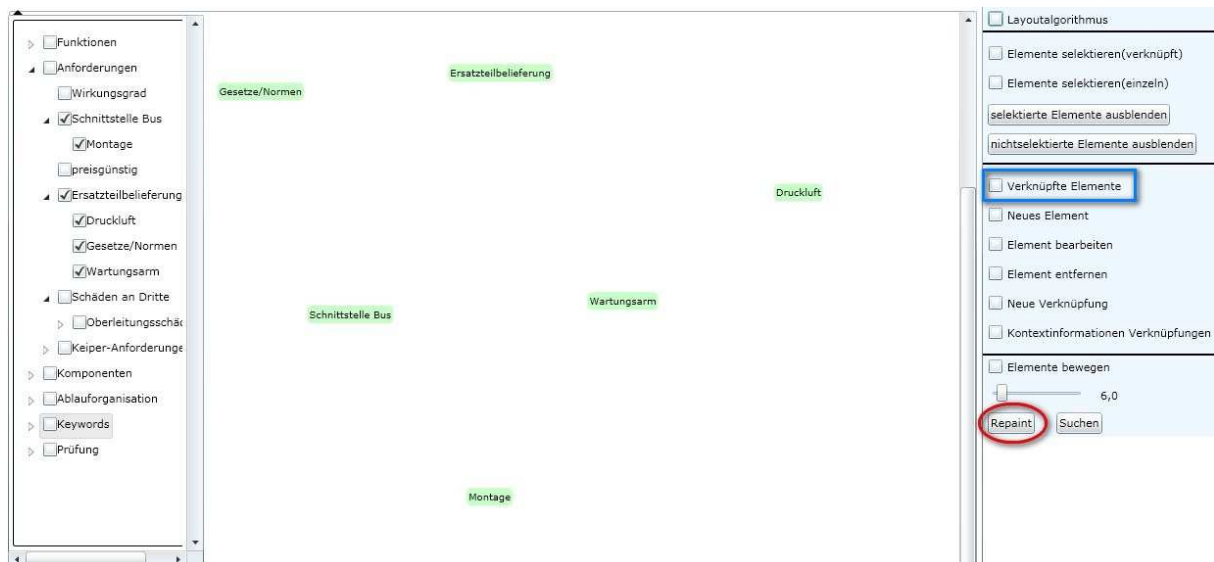 Funktionen
Anforderungen
Wirkungsgrad
Schnittstelle Bus
Montage
preisgünstig
Ersatzteilbelieferung
Druckluft
Gesetze/Normen
Wartungsarm
Schäden an Dritte
Oberleitungsschäd
Keiper-Anforderunge
Komponenten
Ablauforganisation
Keywords
Prüfung
Ersatzteilbelieferung
Gesetze/Normen
Druckluft
Wartungsarm
Schnittstelle Bus
Montage
Layoutalgorithmus
Elemente selektieren(verknüpft)
Elemente selektieren(einzeln)
selektierte Elemente ausblenden
nichtselektierte Elemente ausblenden
Verknüpfte Elemente
Neues Element
Element bearbeiten
Element entfernen
Neue Verknüpfung
Kontextinformationen Verknüpfungen
Elemente bewegen
6,0
Repaint Suchen